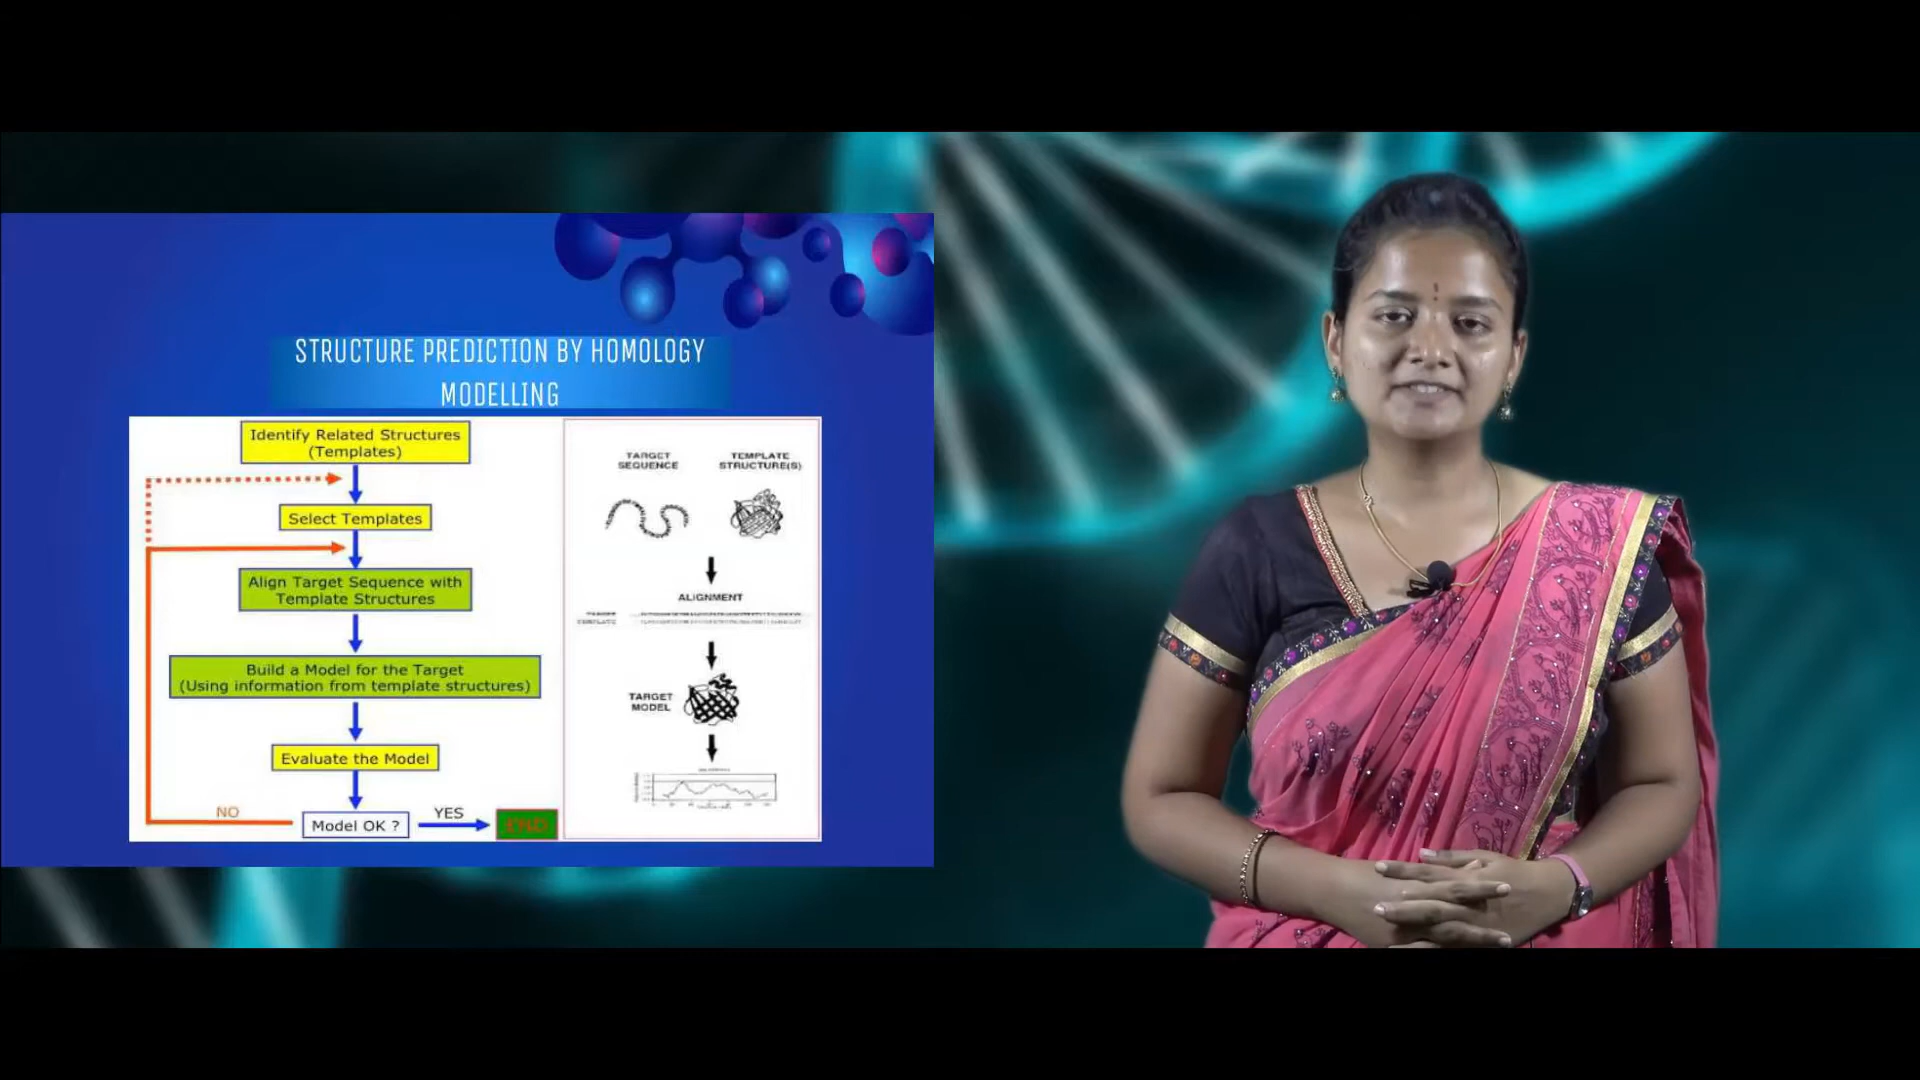 STRUCTURE PREDICTION BY HOMOLOGY
MODELLING
Identify Related Structures
(Templates)
Select Templates
Align Target Sequence with
Template Structures
Build a Model for the Target
(Using information from template structures)
Evaluate the Model
NO
Model OK ?
YES
END
TARGET
SEQUENCE
TEMPLATE
STRUCTURE(S)
ALIGNMENT
TARGET
TEMPLATE
TARGET
MODEL